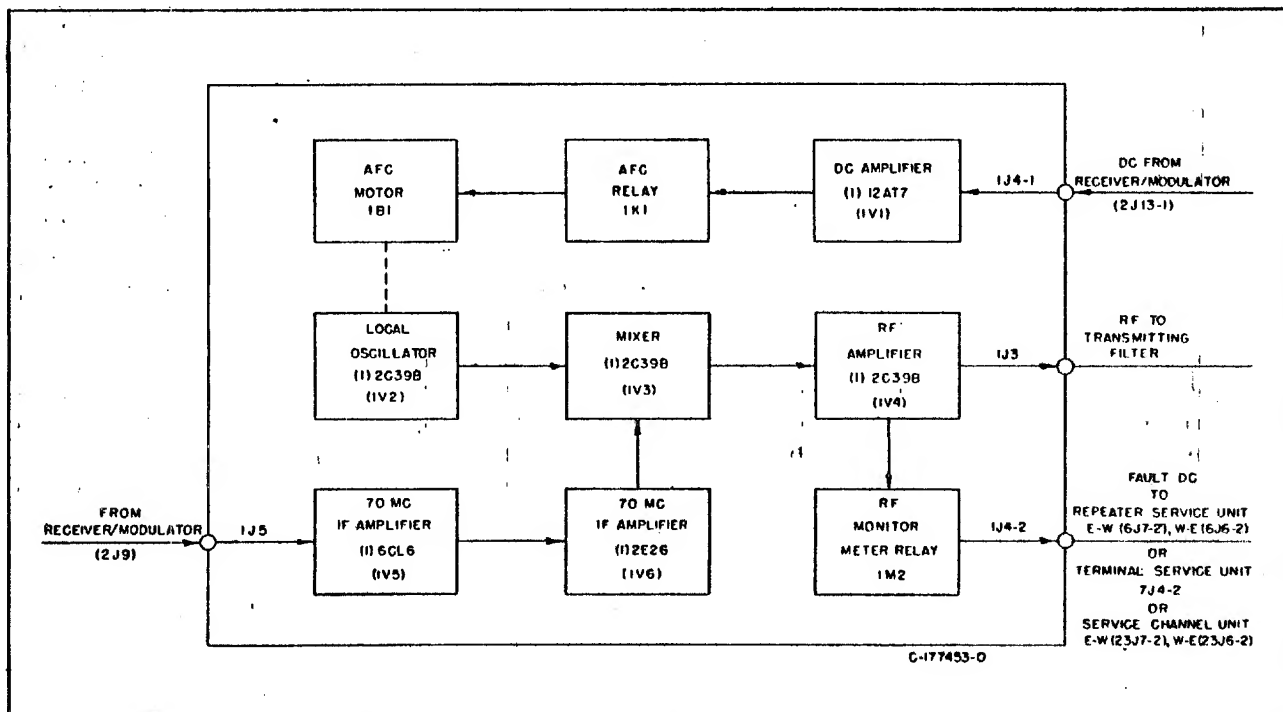 AFC
MOTOR
1B1
AFC
RELAY
1K1
DC AMPLIFIER
(1) 12AT7
(1V1)
1J4-1
DC FROM
RECEIVER/MODULATOR
(2J13-1)
LOCAL
OSCILLATOR
(1) 2C39B
(1V2)
MIXER
(1) 2C39B
(1V3)
RF
AMPLIFIER
(1) 2C39B
(1V4)
1J3
RF TO
TRANSMITTING
FILTER
FROM
RECEIVER/MODULATOR
(2J9)
1J5
70 MC
IF AMPLIFIER
(1) 6CL6
(1V5)
70 MC
IF AMPLIFIER
(1) 2E26
(1V6)
RF
MONITOR
METER RELAY
1M2
1J4-2
FAULT DC
TO
REPEATER SERVICE UNIT
E-W (6J7-2), W-E (6J6-2)
OR
TERMINAL SERVICE UNIT
7J4-2
OR
SERVICE CHANNEL UNIT
E-W (23J7-2), W-E (23J6-2)
C-177453-0